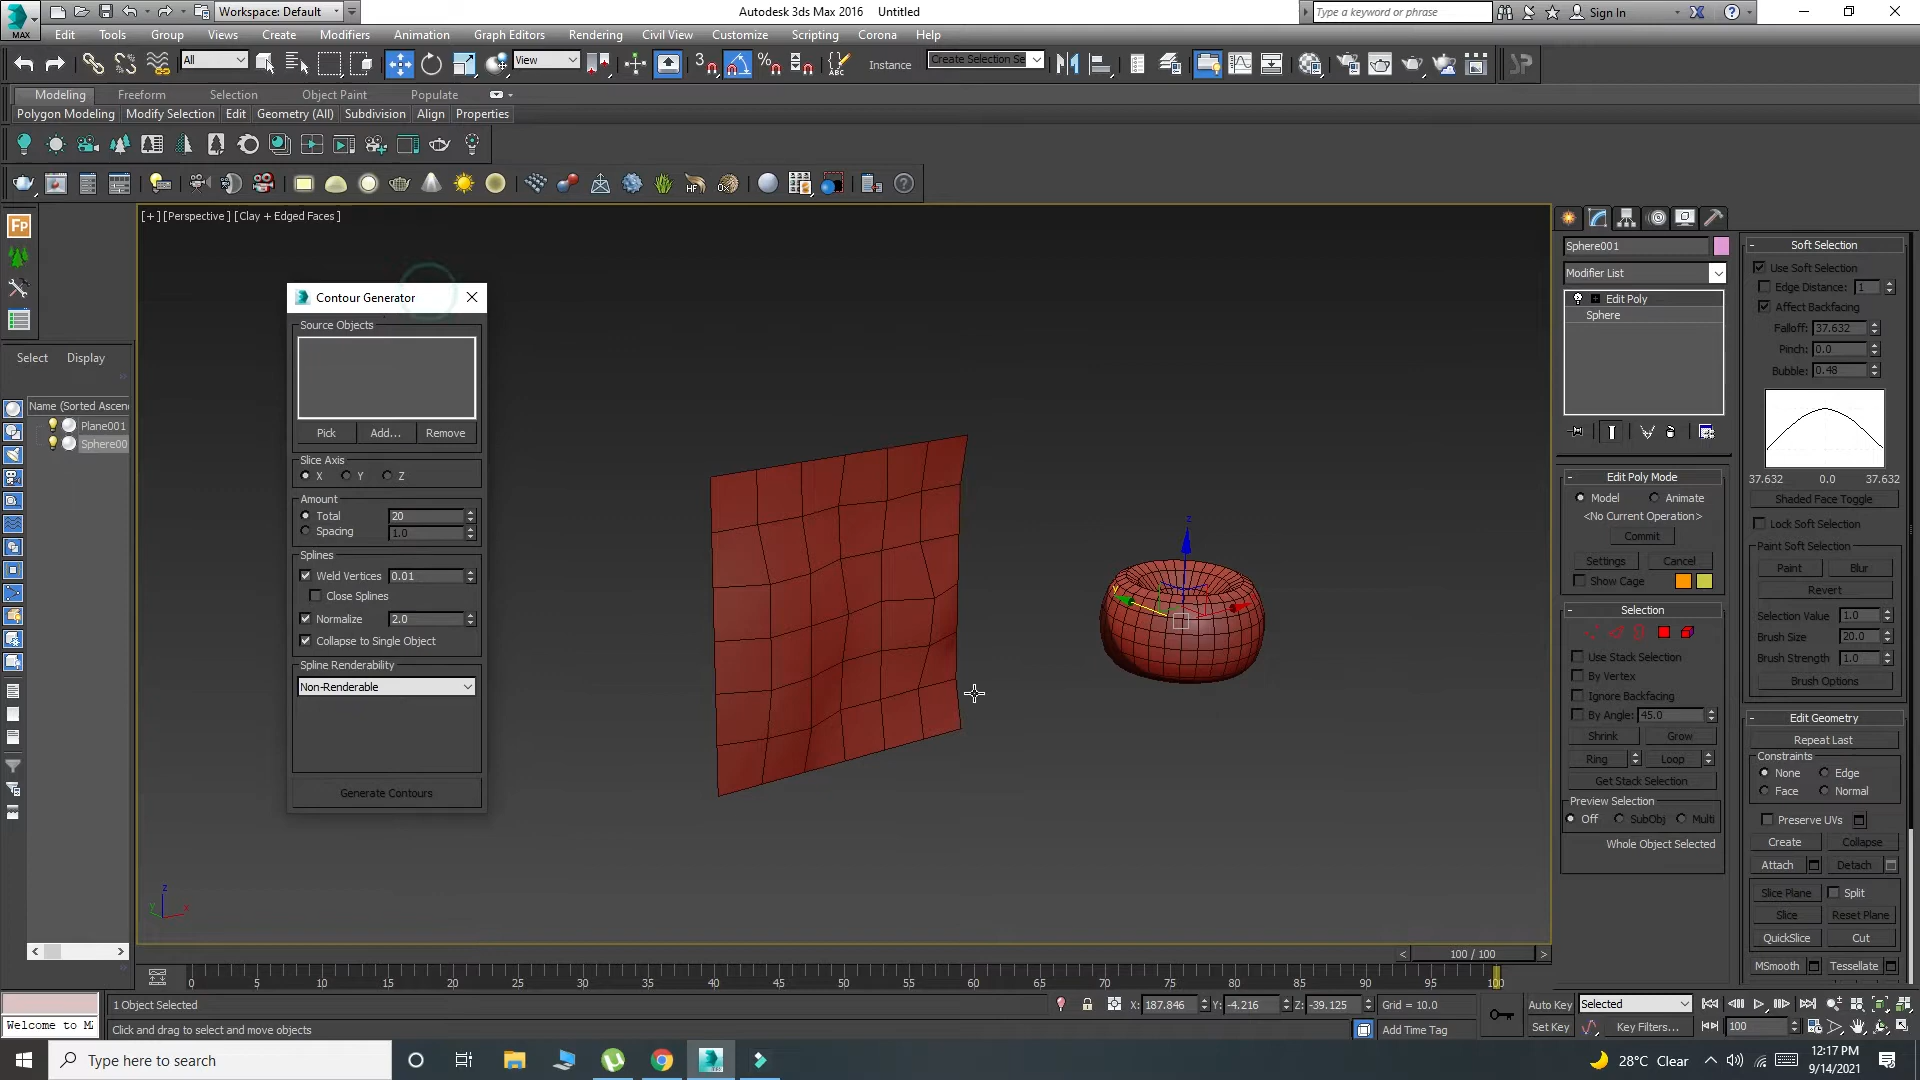 MAX
Workspace: Default
Autodesk 3ds Max 2016
Untitled
Type a keyword or phrase
Sign In
Edit
Tools
Group
Views
Create
Modifiers
Animation
Graph Editors
Rendering
Civil View
Customize
Scripting
Corona
Help
All
View
3
ABC
Instance
Create Selection Se
Modeling
Freeform
Selection
Object Paint
Populate
Polygon Modeling
Modify Selection
Edit
Geometry (All)
Subdivision
Align
Properties
HF
Fp
[+] [Perspective] [Clay + Edged Faces]
Select
Display
Name (Sorted Ascen
Plane001
Sphere00
Contour Generator
Source Objects
Pick
Add...
Remove
Slice Axis
X
Y
Z
Amount
Total
20
Spacing
1.0
Splines
Weld Vertices
0.01
Close Splines
Normalize
2.0
Collapse to Single Object
Spline Renderability
Non-Renderable
Generate Contours
z
y
x
z
y
Sphere001
Modifier List
Edit Poly
Sphere
Edit Poly Mode
Model
Animate
<No Current Operation>
Commit
Settings
Cancel
Show Cage
Selection
Use Stack Selection
By Vertex
Ignore Backfacing
By Angle:
45.0
Shrink
Grow
Ring
Loop
Get Stack Selection
Preview Selection
Off
SubObj
Multi
Whole Object Selected
Soft Selection
Use Soft Selection
Edge Distance:
1
Affect Backfacing
Falloff:
37.632
Pinch:
0.0
Bubble:
0.48
37.632
0.0
37.632
Shaded Face Toggle
Lock Soft Selection
Paint Soft Selection
Paint
Blur
Revert
Selection Value
1.0
Brush Size
20.0
Brush Strength
1.0
Brush Options
Edit Geometry
Repeat Last
Constraints
None
Edge
Face
Normal
Preserve UVs
Create
Collapse
Attach
Detach
Slice Plane
Split
Slice
Reset Plane
QuickSlice
Cut
MSmooth
Tessellate
100 / 100
0
5
10
15
20
25
30
35
40
45
50
55
60
65
70
75
80
85
90
95
100
1 Object Selected
X: 187.846
Y: -4.216
Z: -39.125
Grid = 10.0
Auto Key
Selected
Welcome to M
Click and drag to select and move objects
Add Time Tag
Set Key
Key Filters...
100
Type here to search
28°C Clear
12:17 PM
9/14/2021